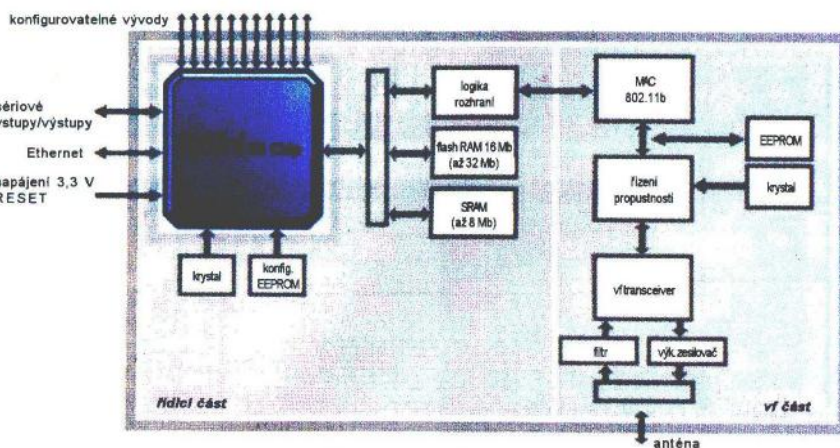 konfigurovatelné vývody
sériové
vstupy/výstupy
Ethernet
napájení 3,3 V
RESET
krystal
konfig.
EEPROM
logika
rozhraní
flash RAM 16 Mb
(až 32 Mb)
SRAM
(až 8 Mb)
MAC
802.11b
EEPROM
krystal
řízení
propustnosti
vf transceiver
filtr
výk. zesilovač
řídicí část
vf část
anténa